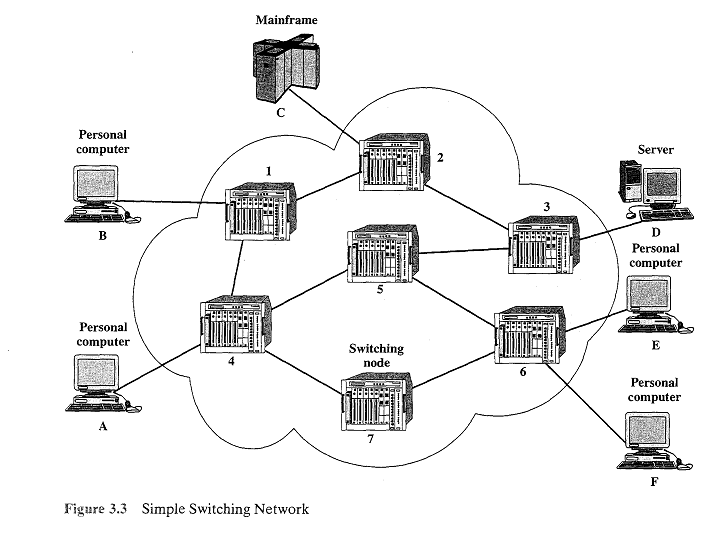 Mainframe
C
Personal
computer
B
1
2
Server
D
3
Personal
computer
E
5
4
6
Personal
computer
A
Switching
node
7
Personal
computer
F
Figure 3.3 Simple Switching Network